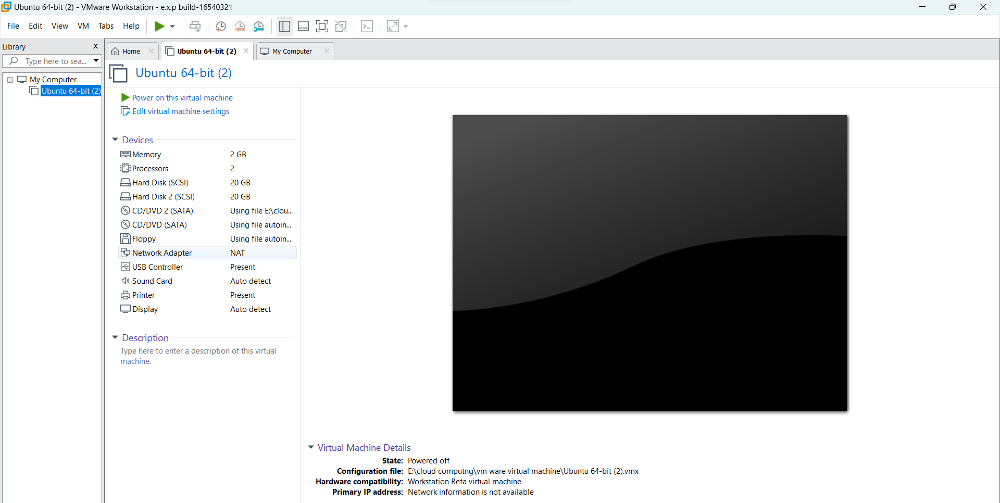 Ubuntu 64-bit (2) - VMware Workstation - e.x.p build-16540321
File Edit View VM Tabs Help
Library
Type here to sea...
My Computer
Ubuntu 64-bit (2)
Home
Ubuntu 64-bit (2)
My Computer
Ubuntu 64-bit (2)
Power on this virtual machine
Edit virtual machine settings
Devices
Memory 2 GB
Processors 2
Hard Disk (SCSI) 20 GB
Hard Disk 2 (SCSI) 20 GB
CD/DVD 2 (SATA) Using file E:\clou...
CD/DVD (SATA) Using file autoin...
Floppy Using file autoin...
Network Adapter NAT
USB Controller Present
Sound Card Auto detect
Printer Present
Display Auto detect
Description
Type here to enter a description of this virtual
machine.
Virtual Machine Details
State: Powered off
Configuration file: E:\cloud computng\vm ware virtual machine\Ubuntu 64-bit (2).vmx
Hardware compatibility: Workstation Beta virtual machine
Primary IP address: Network information is not available